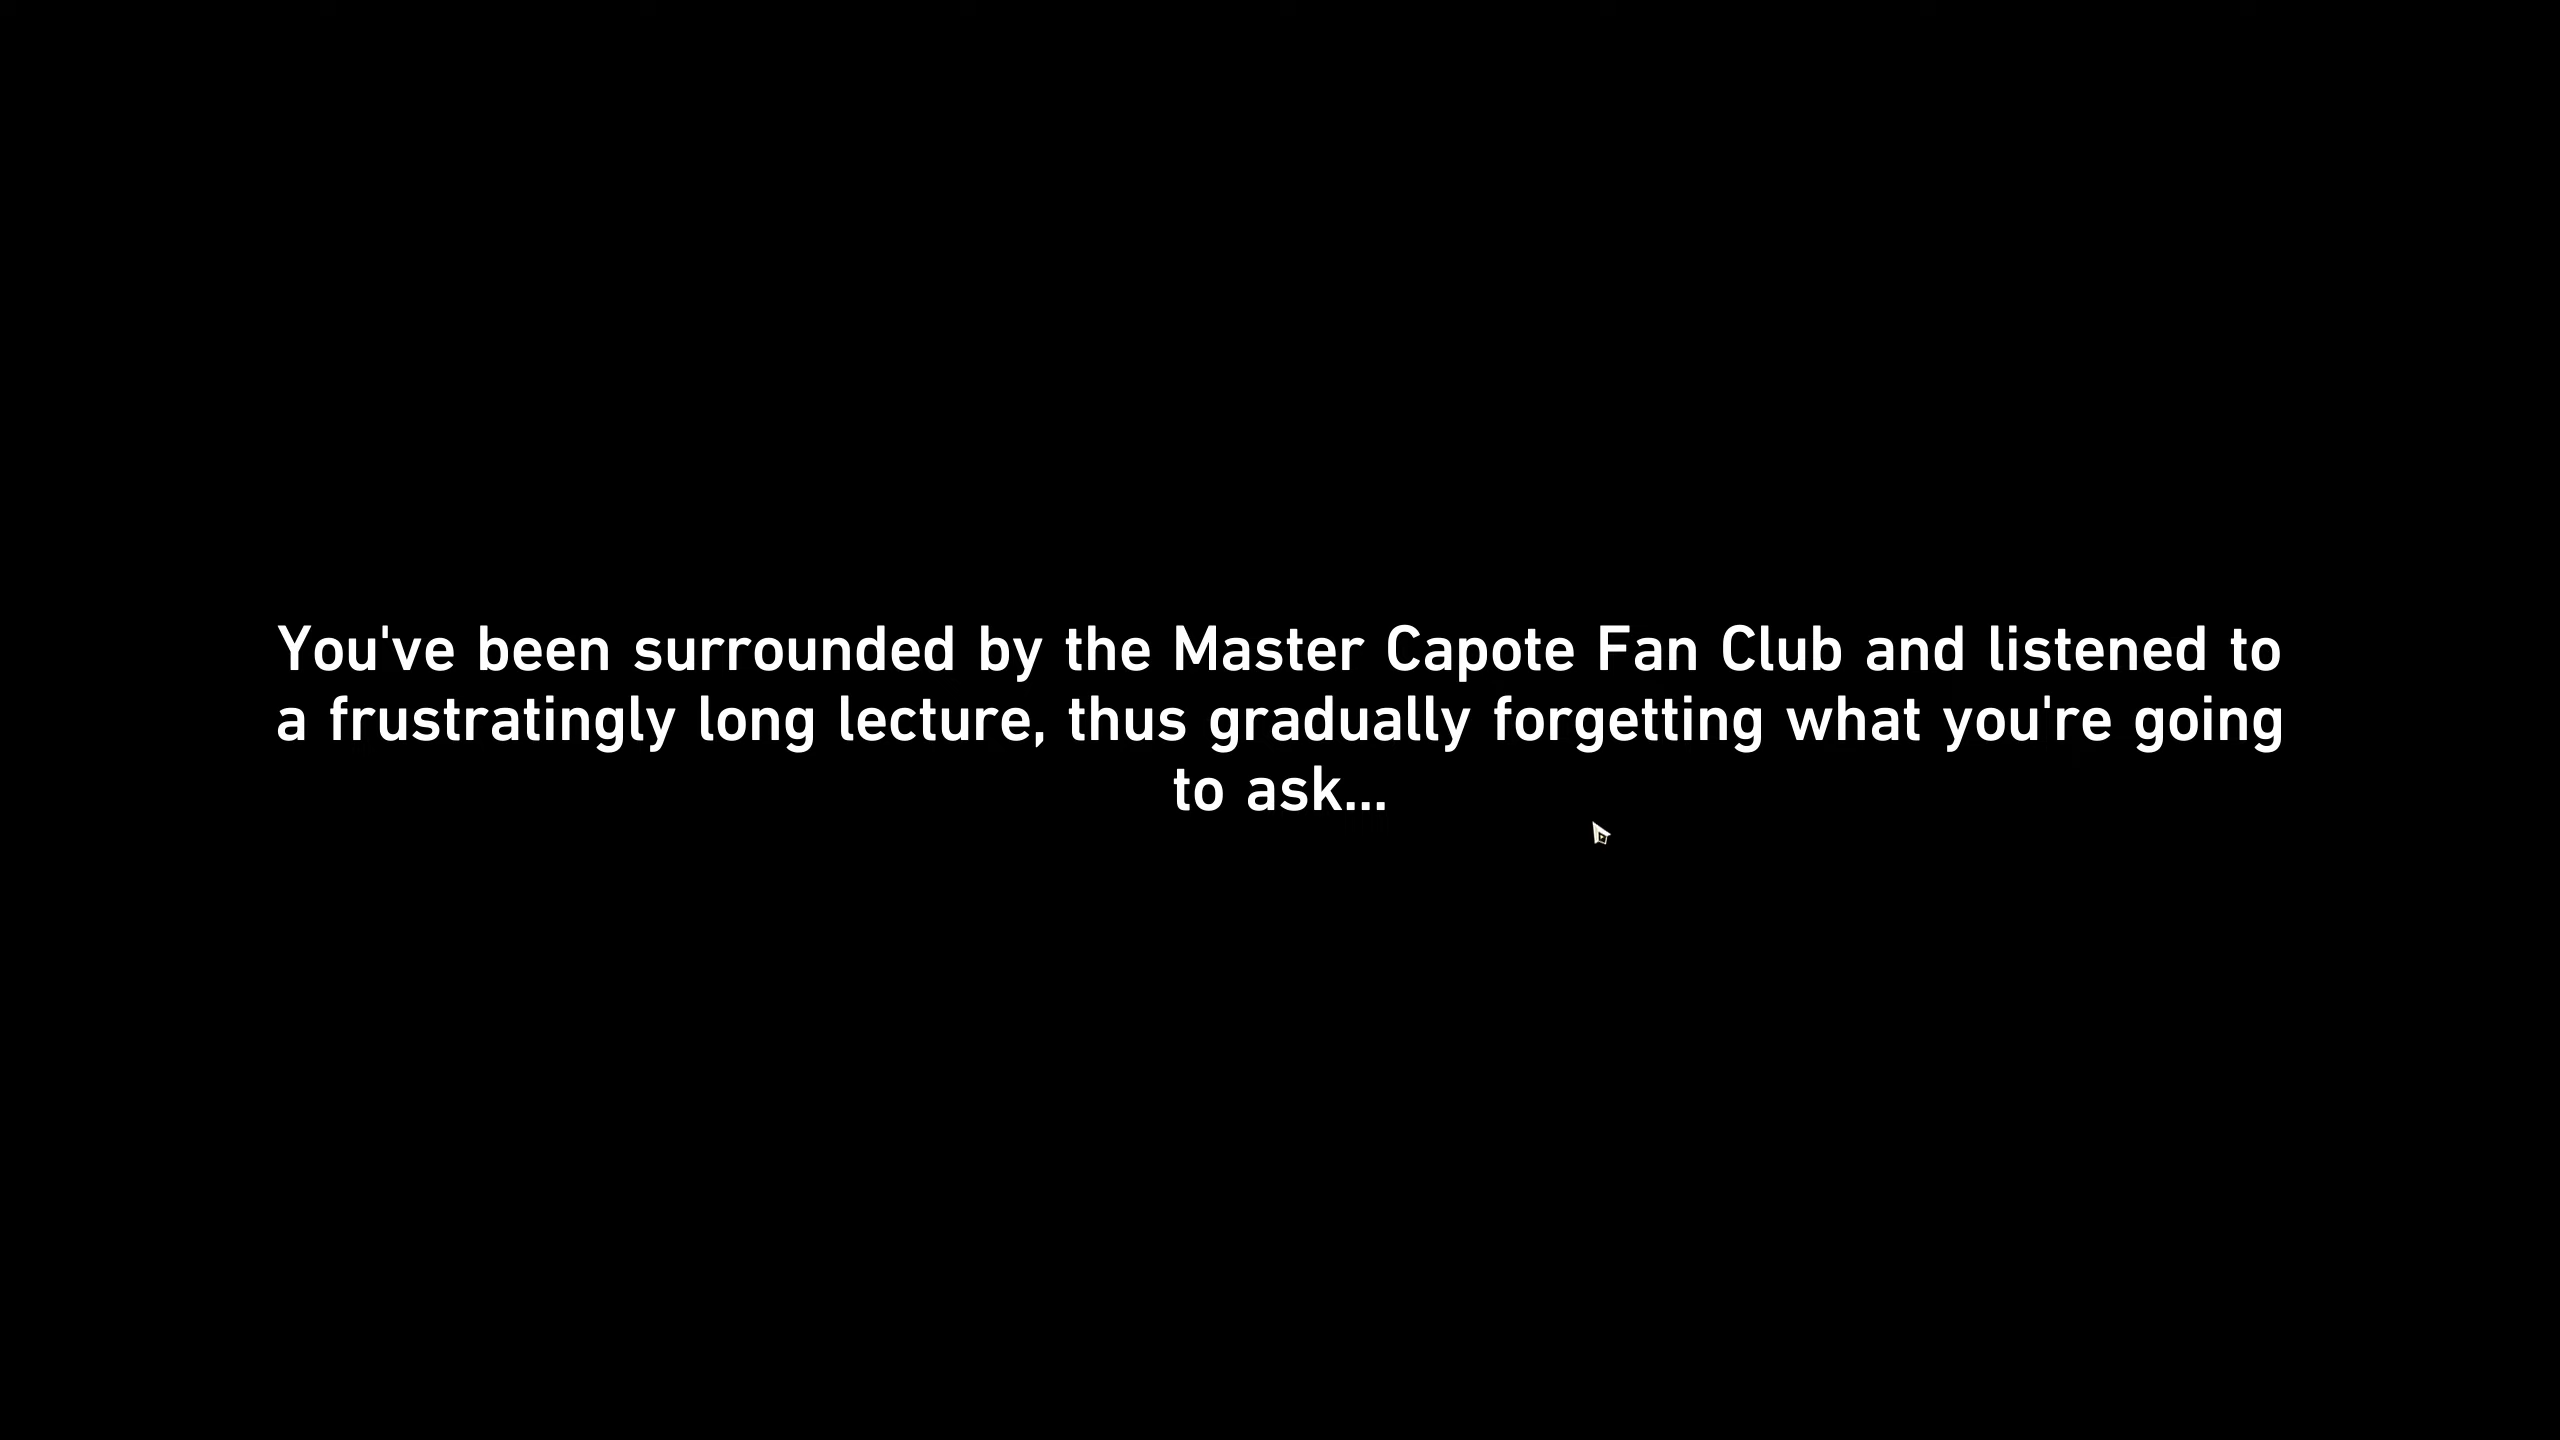 You've been surrounded by the Master Capote Fan Club and listened to
a frustratingly long lecture, thus gradually forgetting what you're going
to ask...